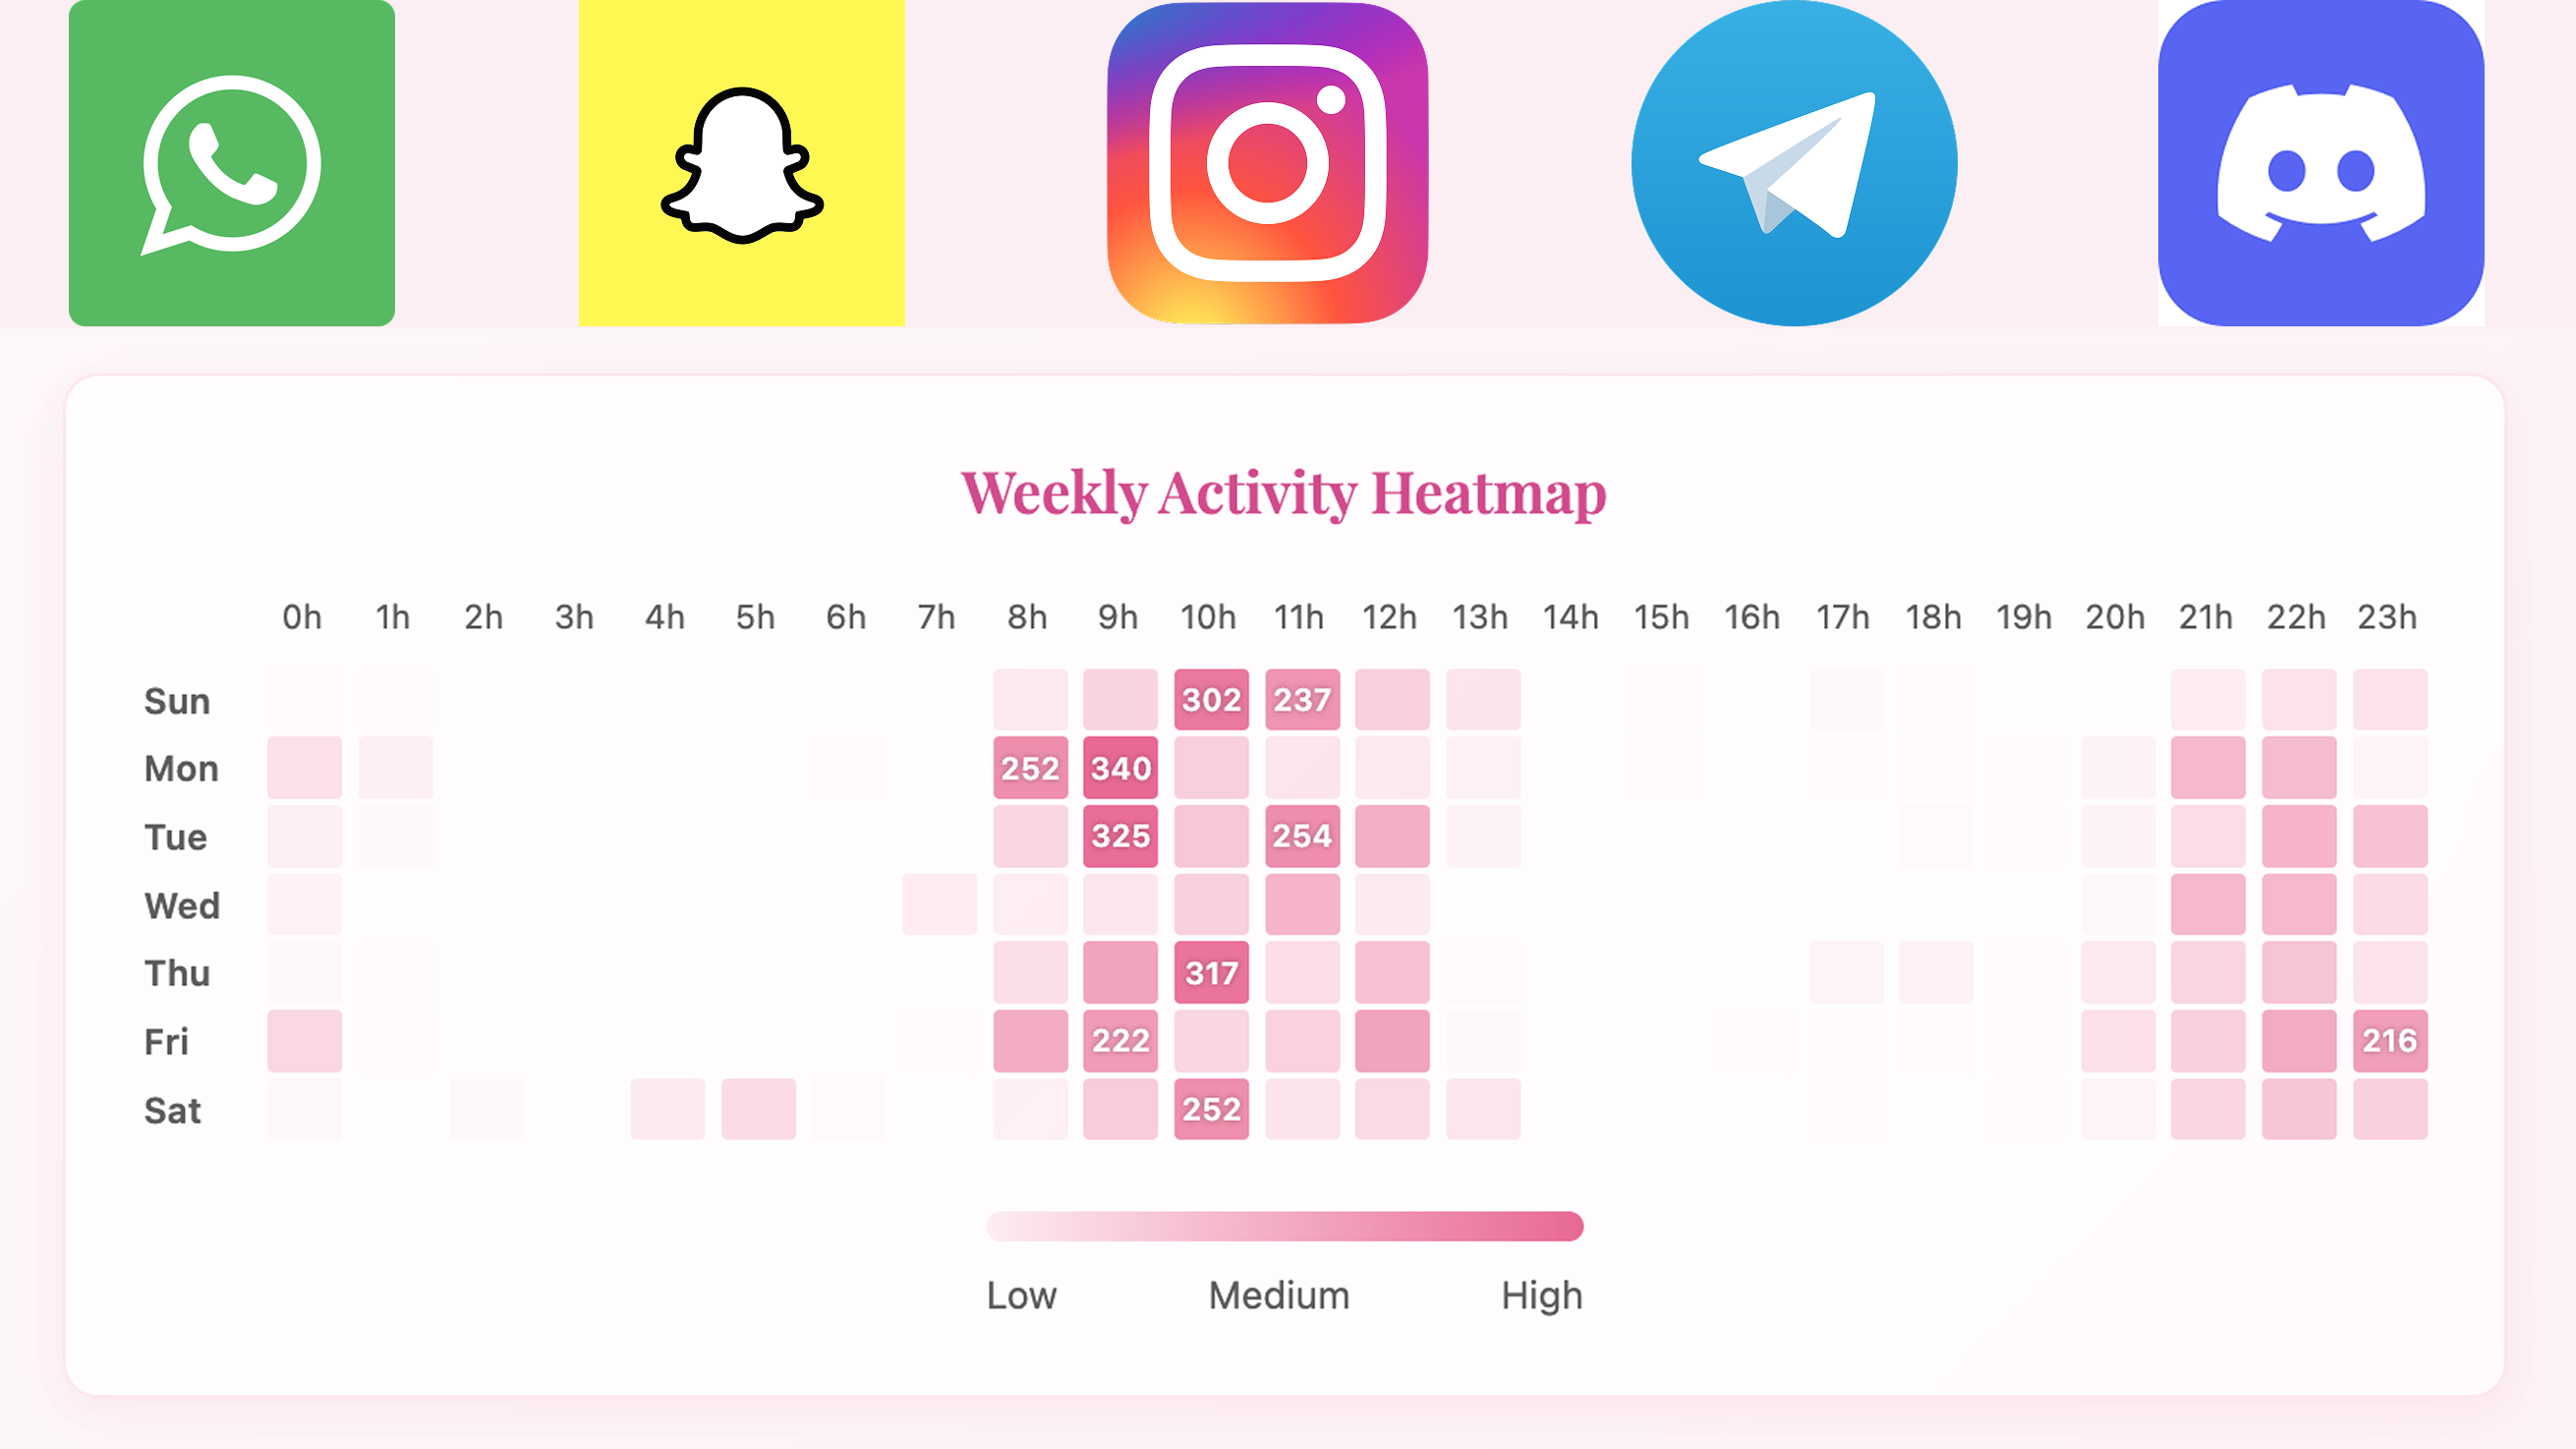 Weekly Activity Heatmap
0h 1h 2h 3h 4h 5h 6h 7h 8h 9h 10h 11h 12h 13h 14h 15h 16h 17h 18h 19h 20h 21h 22h 23h
Sun 302 237
Mon 252 340
Tue 325 254
Wed
Thu 317
Fri 222 216
Sat 252
Low Medium High